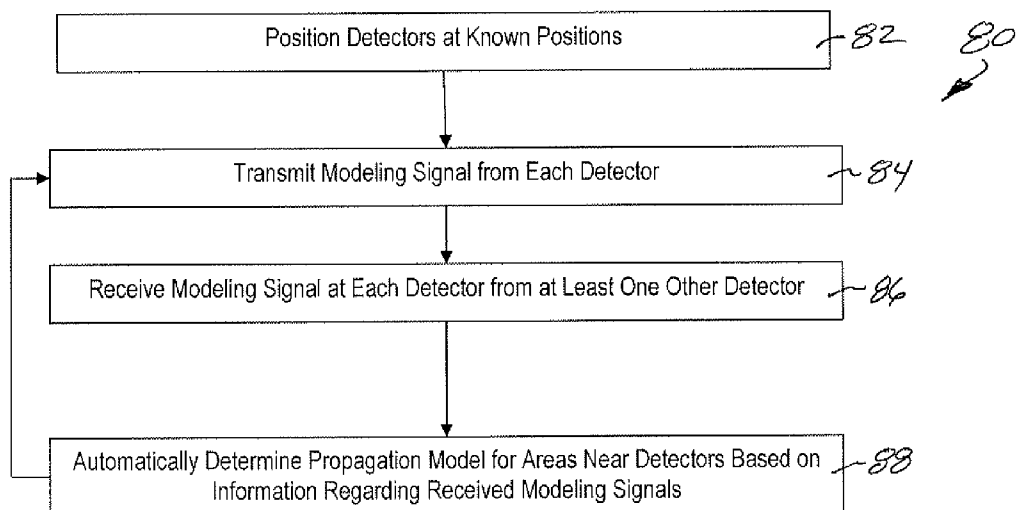 Position Detectors at Known Positions
82
80
Transmit Modeling Signal from Each Detector
84
Receive Modeling Signal at Each Detector from at Least One Other Detector
86
Automatically Determine Propagation Model for Areas Near Detectors Based on
Information Regarding Received Modeling Signals
88